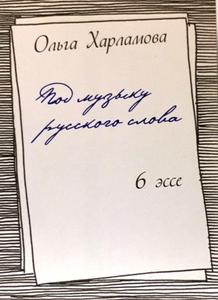 Ольга Харламова
Под музыку
русского слова
6 эссе